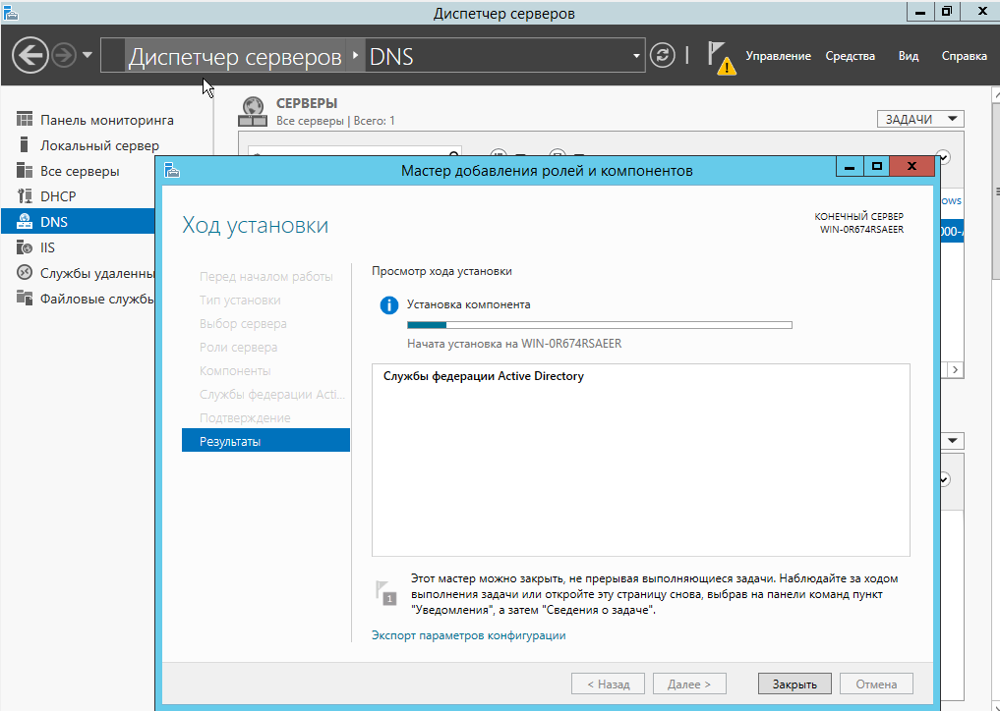 Диспетчер серверов
Диспетчер серверов DNS
Управление Средства Вид Справка
Панель мониторинга
Локальный сервер
Все серверы
DHCP
DNS
IIS
Службы удаленны
Файловые службы
СЕРВЕРЫ
Все серверы | Всего: 1
ЗАДАЧИ
Мастер добавления ролей и компонентов
Ход установки
КОНЕЧНЫЙ СЕРВЕР
WIN-0R674RSAEER
Перед началом работы
Тип установки
Выбор сервера
Роли сервера
Компоненты
Службы федерации Acti...
Подтверждение
Результаты
Просмотр хода установки
Установка компонента
Начата установка на WIN-0R674RSAEER
Службы федерации Active Directory
1
Этот мастер можно закрыть, не прерывая выполняющиеся задачи. Наблюдайте за ходом
выполнения задачи или откройте эту страницу снова, выбрав на панели команд пункт
"Уведомления", а затем "Сведения о задаче".
Экспорт параметров конфигурации
< Назад Далее > Закрыть Отмена
ows
000-